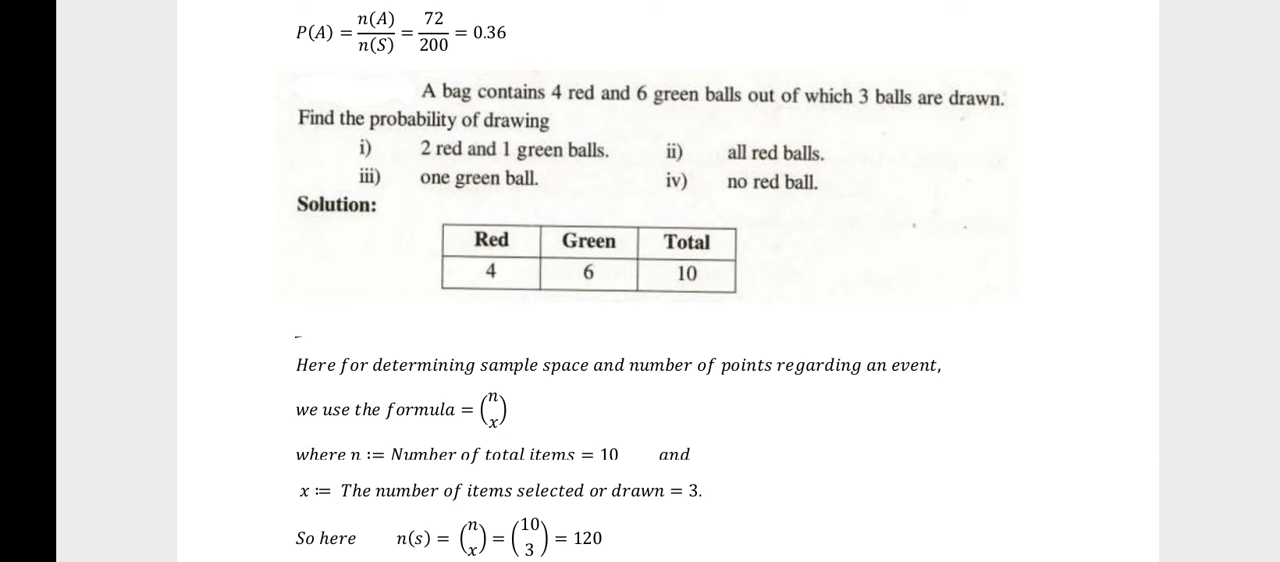 P(A) = n(A)/n(S) = 72/200 = 0.36
A bag contains 4 red and 6 green balls out of which 3 balls are drawn.
Find the probability of drawing
i) 2 red and 1 green balls. ii) all red balls.
iii) one green ball. iv) no red ball.
Solution:
Red Green Total
4 6 10
Here for determining sample space and number of points regarding an event,
we use the formula = (n x)
where n := Number of total items = 10 and
x := The number of items selected or drawn = 3.
So here n(s) = (n x) = (10 3) = 120